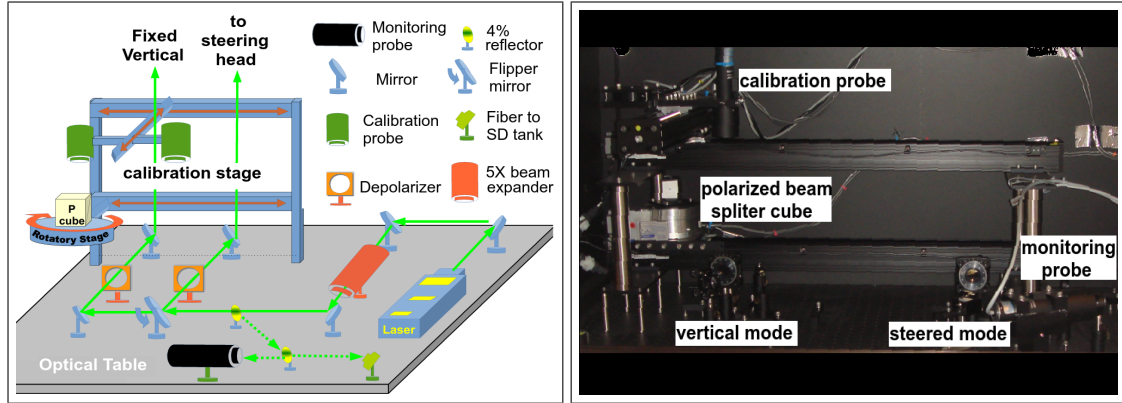 Fixed
Vertical
to
steering
head
Monitoring
probe
4%
reflector
Mirror
Flipper
mirror
Calibration
probe
Fiber to
SD tank
Depolarizer
5X beam
expander
calibration stage
P
cube
Rotatory Stage
Laser
Optical Table
calibration probe
polarized beam
spliter cube
monitoring
probe
vertical mode
steered mode